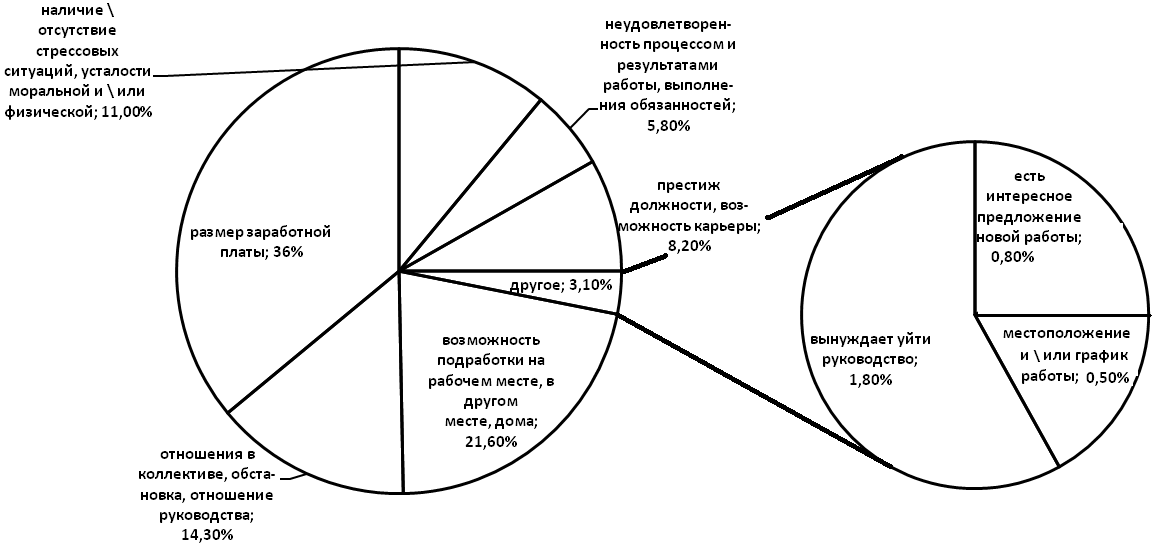 наличие \
отсутствие
стрессовых
ситуаций, усталости
моральной и \ или
физической; 11,00%
неудовлетворен-
ность процессом и
результатами
работы, выполне-
ния обязанностей;
5,80%
престиж
должности, воз-
можность карьеры;
8,20%
другое; 3,10%
возможность
подработки на
рабочем месте, в
другом
месте, дома;
21,60%
отношения в
коллективе, обста-
новка, отношение
руководства;
14,30%
размер заработной
платы; 36%
есть
интересное
предложение
новой работы;
0,80%
местоположение
и \ или график
работы; 0,50%
вынуждает уйти
руководство;
1,80%